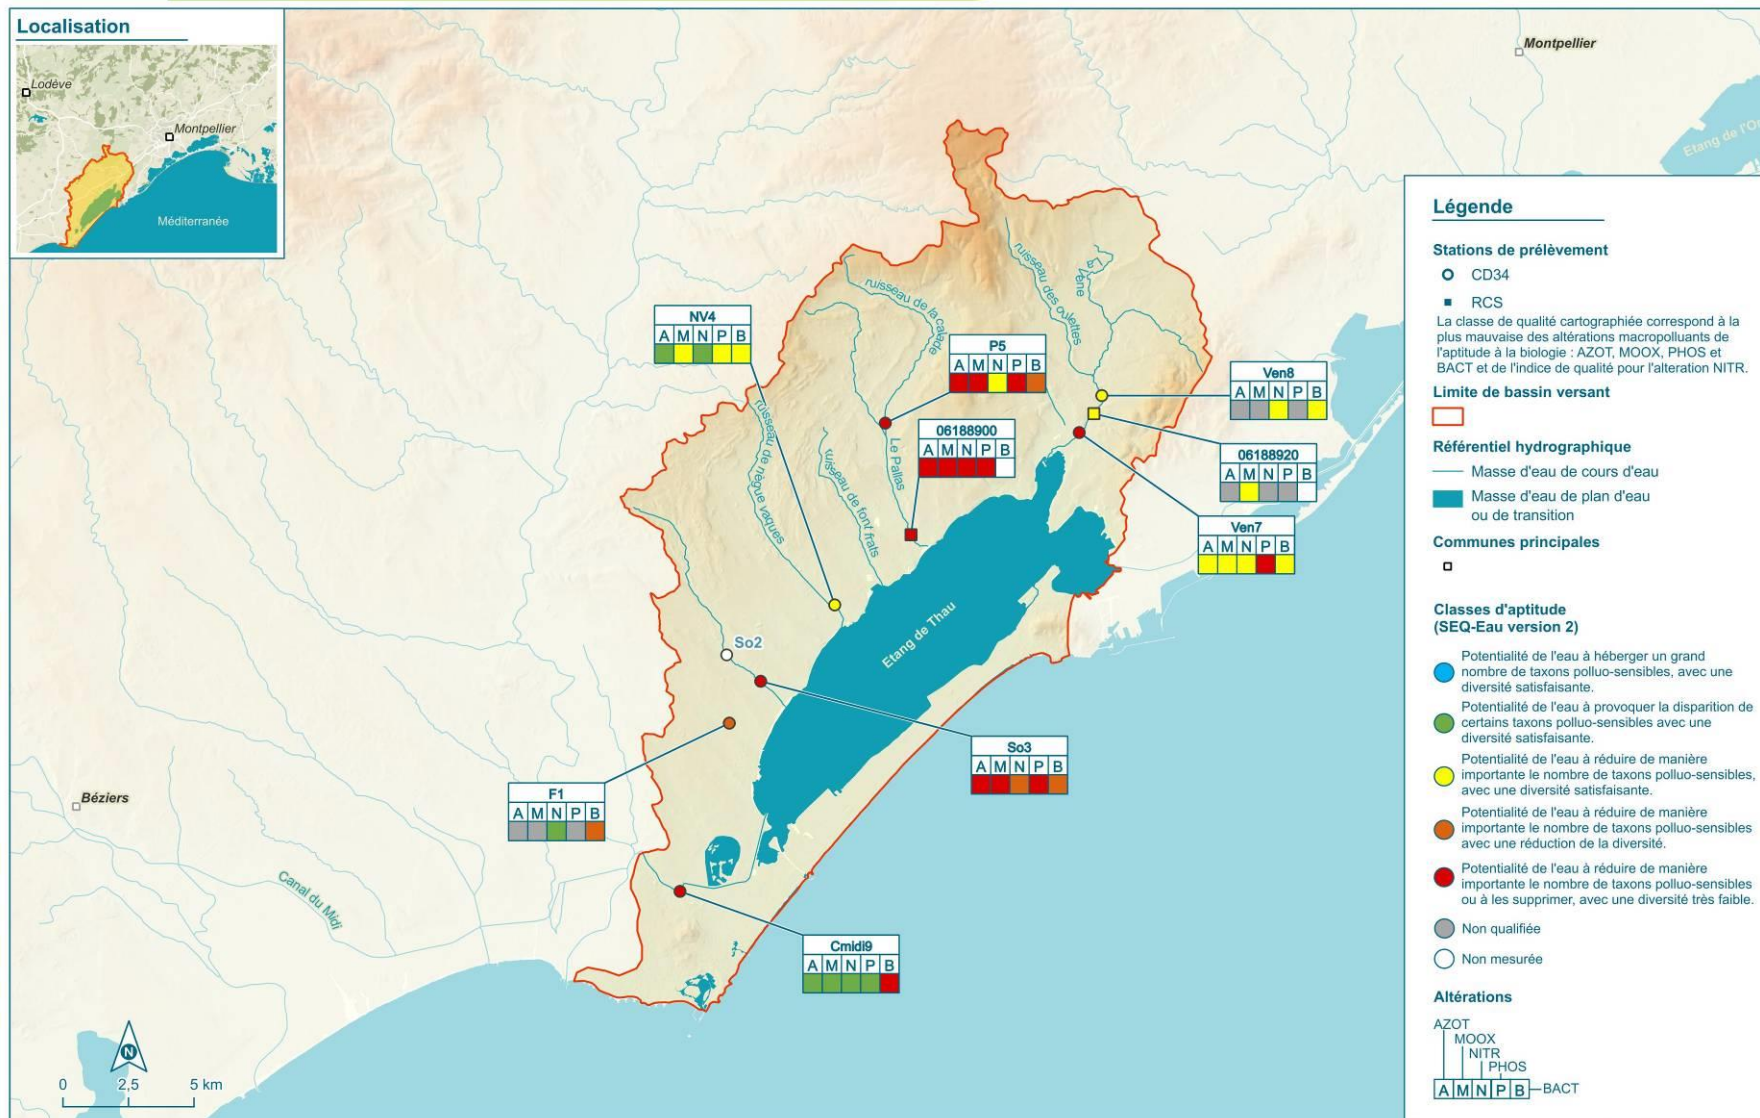 Localisation
Lodève
Montpellier
Méditerranée
Montpellier
Etang de l'Or
ruisseau des oulettes
La Vène
ruisseau de la calade
NV4
A M N P B
P5
A M N P B
Ven8
A M N P B
06188900
A M N P B
06188920
A M N P B
Ven7
A M N P B
Le Pallas
ruisseau de nègue vaques
ruisseau de font frats
Etang de Thau
So2
So3
A M N P B
F1
A M N P B
Béziers
Canal du Midi
Cmidi9
A M N P B
N
0 2,5 5 km
Légende
Stations de prélèvement
CD34
RCS
La classe de qualité cartographiée correspond à la
plus mauvaise des altérations macropolluants de
l'aptitude à la biologie : AZOT, MOOX, PHOS et
BACT et de l'indice de qualité pour l'alteration NITR.
Limite de bassin versant
Référentiel hydrographique
Masse d'eau de cours d'eau
Masse d'eau de plan d'eau
ou de transition
Communes principales
Classes d'aptitude
(SEQ-Eau version 2)
Potentialité de l'eau à héberger un grand
nombre de taxons polluo-sensibles, avec une
diversité satisfaisante.
Potentialité de l'eau à provoquer la disparition de
certains taxons polluo-sensibles avec une
diversité satisfaisante.
Potentialité de l'eau à réduire de manière
importante le nombre de taxons polluo-sensibles,
avec une diversité satisfaisante.
Potentialité de l'eau à réduire de manière
importante le nombre de taxons polluo-sensibles
avec une réduction de la diversité.
Potentialité de l'eau à réduire de manière
importante le nombre de taxons polluo-sensibles
ou à les supprimer, avec une diversité très faible.
Non qualifiée
Non mesurée
Altérations
AZOT
MOOX
NITR
PHOS
A M N P B BACT